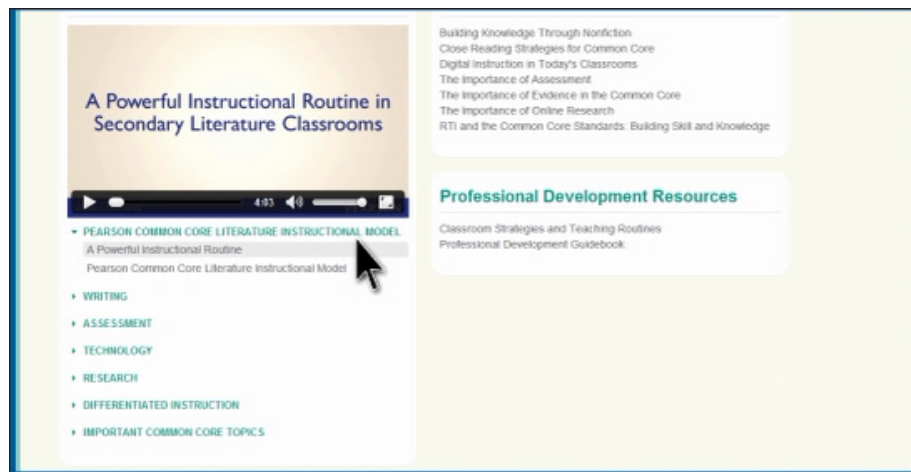 A Powerful Instructional Routine in
Secondary Literature Classrooms
4:03
PEARSON COMMON CORE LITERATURE INSTRUCTIONAL MODEL
A Powerful Instructional Routine
Pearson Common Core Literature Instructional Model
WRITING
ASSESSMENT
TECHNOLOGY
RESEARCH
DIFFERENTIATED INSTRUCTION
IMPORTANT COMMON CORE TOPICS
Building Knowledge Through Nonfiction
Close Reading Strategies for Common Core
Digital Instruction in Today's Classrooms
The Importance of Assessment
The Importance of Evidence in the Common Core
The Importance of Online Research
RTI and the Common Core Standards: Building Skill and Knowledge
Professional Development Resources
Classroom Strategies and Teaching Routines
Professional Development Guidebook